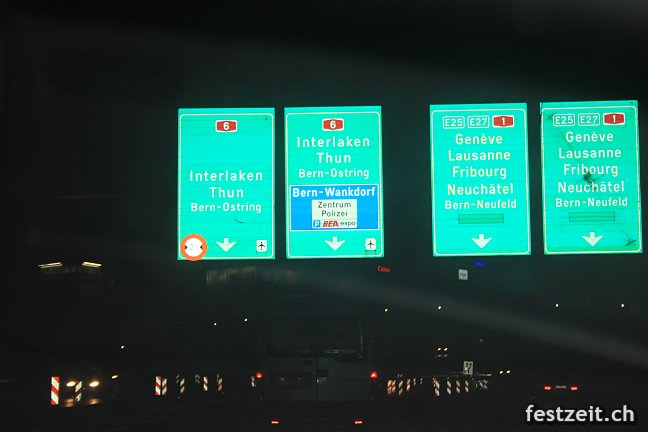 6
Interlaken
Thun
Bern-Ostring
6
Interlaken
Thun
Bern-Ostring
Bern-Wankdorf
Zentrum
Polizei
P BEA expo
E25 E27 1
Genève
Lausanne
Fribourg
Neuchâtel
Bern-Neufeld
E25 E27 1
Genève
Lausanne
Fribourg
Neuchâtel
Bern-Neufeld
festzeit.ch